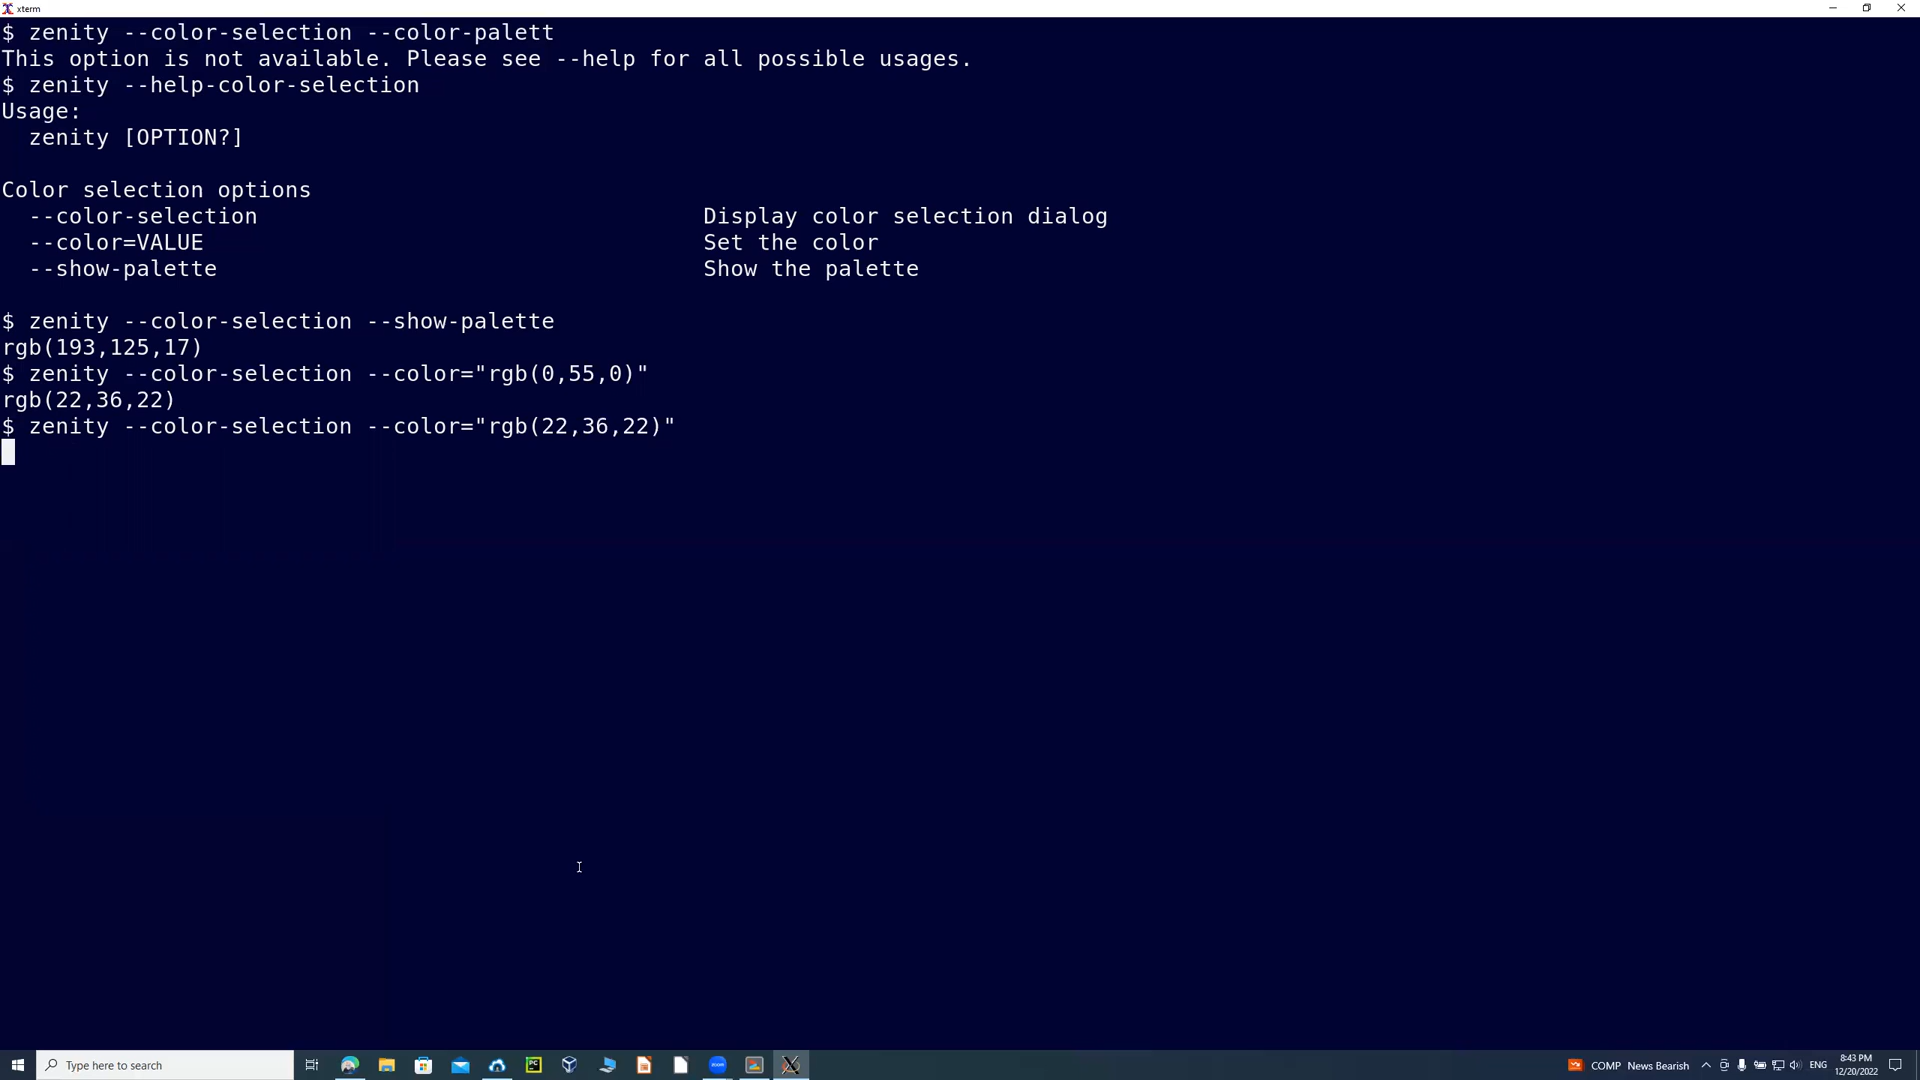 xterm
$ zenity --color-selection --color-palett
This option is not available. Please see --help for all possible usages.
$ zenity --help-color-selection
Usage:
  zenity [OPTION?]
Color selection options
  --color-selection                                 Display color selection dialog
  --color=VALUE                                     Set the color
  --show-palette                                    Show the palette
$ zenity --color-selection --show-palette
rgb(193,125,17)
$ zenity --color-selection --color="rgb(0,55,0)"
rgb(22,36,22)
$ zenity --color-selection --color="rgb(22,36,22)"
Type here to search
COMP News Bearish
ENG
8:43 PM
12/20/2022